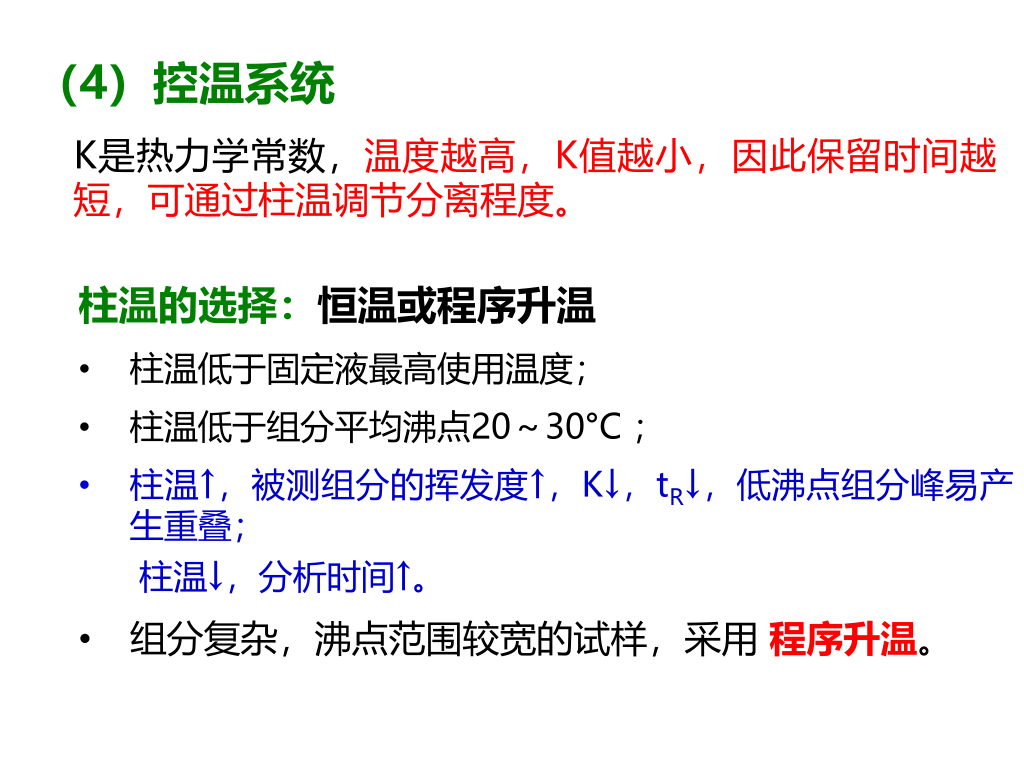 （4）控温系统
K是热力学常数，温度越高，K值越小，因此保留时间越
短，可通过柱温调节分离程度。
柱温的选择：恒温或程序升温
• 柱温低于固定液最高使用温度；
• 柱温低于组分平均沸点20～30°C ；
• 柱温↑，被测组分的挥发度↑，K↓，tR↓，低沸点组分峰易产
生重叠；
柱温↓，分析时间↑。
• 组分复杂，沸点范围较宽的试样，采用 程序升温。